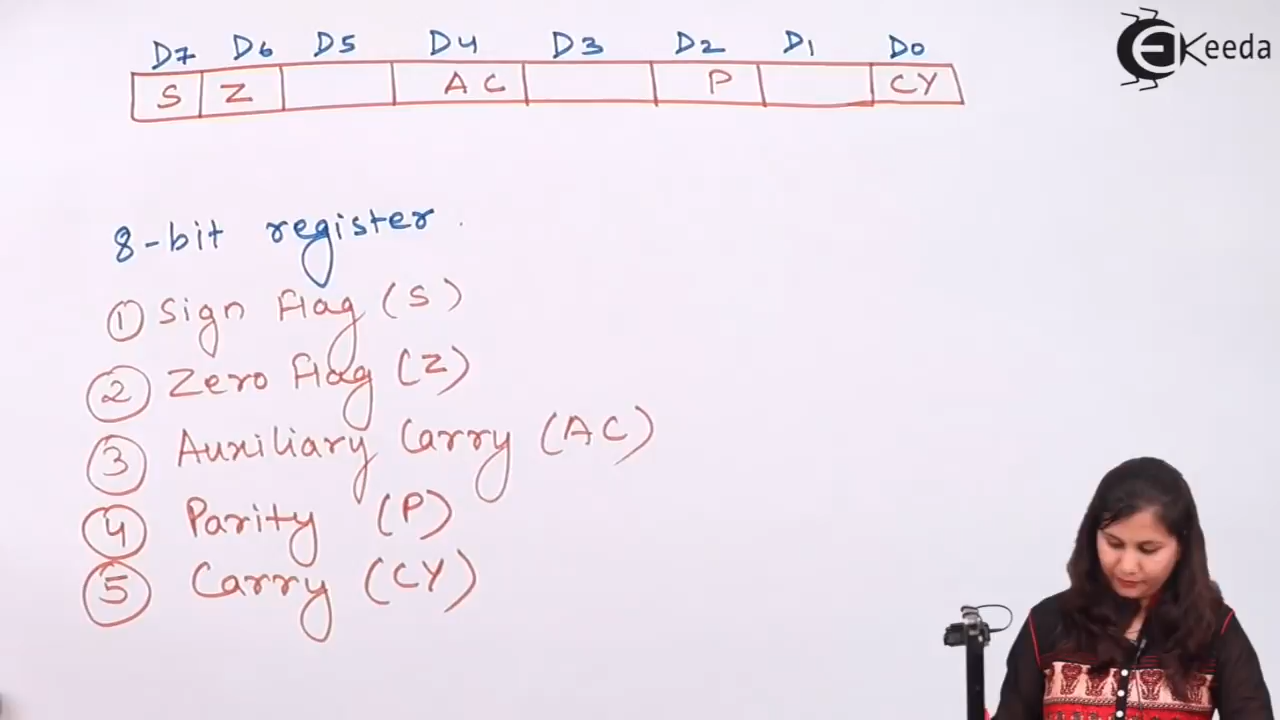 D7 D6 D5 D4 D3 D2 D1 D0
S Z AC P CY
EKeeda
8-bit register.
1 Sign flag (S)
2 Zero flag (Z)
3 Auxiliary Carry (AC)
4 Parity (P)
5 Carry (CY)